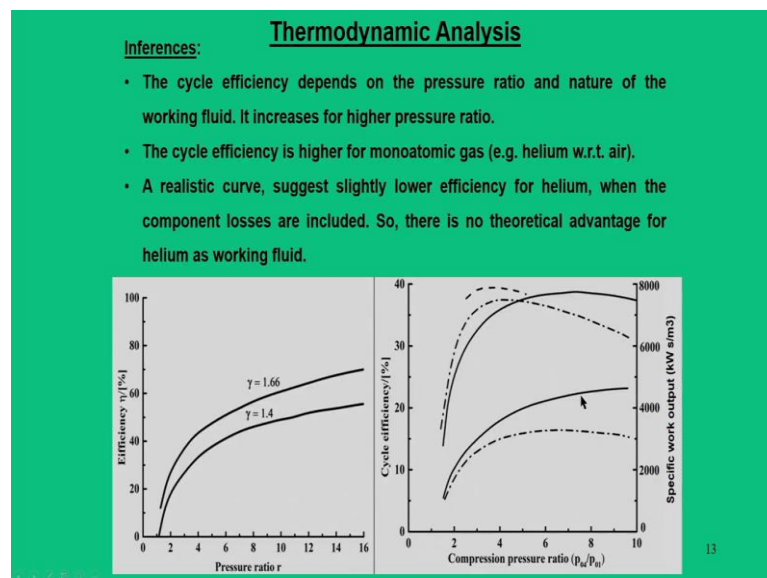 Thermodynamic Analysis
Inferences:
• The cycle efficiency depends on the pressure ratio and nature of the
working fluid. It increases for higher pressure ratio.
• The cycle efficiency is higher for monoatomic gas (e.g. helium w.r.t. air).
• A realistic curve, suggest slightly lower efficiency for helium, when the
component losses are included. So, there is no theoretical advantage for
helium as working fluid.
100
80
60
40
20
0
Efficiency η/[%]
γ = 1.66
γ = 1.4
0 2 4 6 8 10 12 14 16
Pressure ratio r
40
30
20
10
0
Cycle efficiency/[%]
8000
6000
4000
2000
0
Specific work output (kW s/m3)
0 2 4 6 8 10
Compression pressure ratio (p04/p01)
13